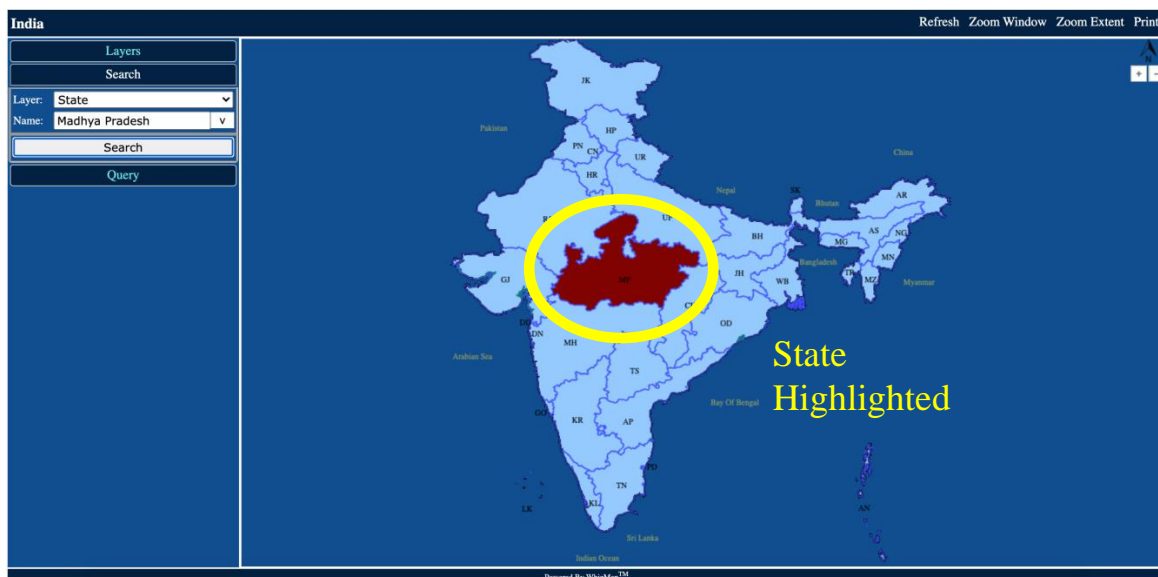 India
Refresh Zoom Window Zoom Extent Print
Layers
Search
Layer: State
Name: Madhya Pradesh v
Search
Query
N
+ −
JK
Pakistan
HP
PN
CN
UR
HR
China
Nepal
SK
Bhutan
AR
UP
BH
AS
NG
MG
MN
Bangladesh
GJ
MP
JH
WB
TR
MZ
Myanmar
DD
DN
MH
OD
Arabian Sea
TS
State
Highlighted
Bay Of Bengal
GO
KR
AP
PD
TN
LK
KL
AN
Sri Lanka
Indian Ocean
Powered By WhizMap™